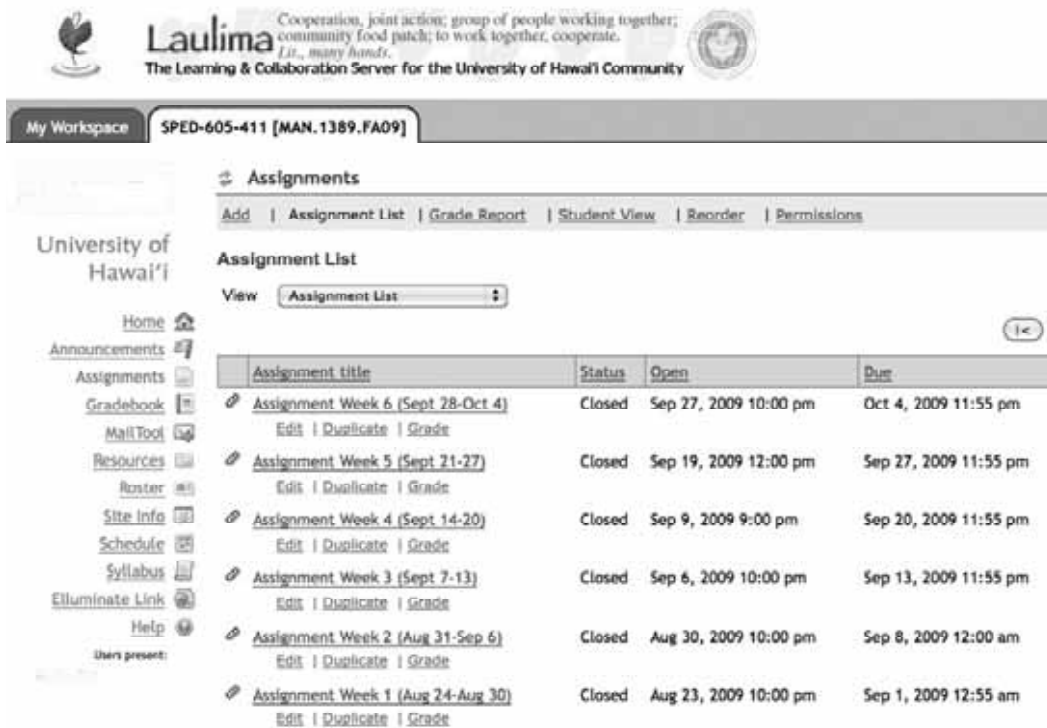 Laulima Cooperation, joint action; group of people working together;
community food patch; to work together, cooperate.
Lit., many hands.
The Learning & Collaboration Server for the University of Hawai'i Community
My Workspace SPED-605-411 [MAN.1389.FA09]
Assignments
Add | Assignment List | Grade Report | Student View | Reorder | Permissions
University of
Hawai'i
Home
Announcements
Assignments
Gradebook
MailTool
Resources
Roster
Site Info
Schedule
Syllabus
Elluminate Link
Help
Users present:
Assignment List
View Assignment List
|<
Assignment title Status Open Due
Assignment Week 6 (Sept 28-Oct 4) Closed Sep 27, 2009 10:00 pm Oct 4, 2009 11:55 pm
Edit | Duplicate | Grade
Assignment Week 5 (Sept 21-27) Closed Sep 19, 2009 12:00 pm Sep 27, 2009 11:55 pm
Edit | Duplicate | Grade
Assignment Week 4 (Sept 14-20) Closed Sep 9, 2009 9:00 pm Sep 20, 2009 11:55 pm
Edit | Duplicate | Grade
Assignment Week 3 (Sept 7-13) Closed Sep 6, 2009 10:00 pm Sep 13, 2009 11:55 pm
Edit | Duplicate | Grade
Assignment Week 2 (Aug 31-Sep 6) Closed Aug 30, 2009 10:00 pm Sep 8, 2009 12:00 am
Edit | Duplicate | Grade
Assignment Week 1 (Aug 24-Aug 30) Closed Aug 23, 2009 10:00 pm Sep 1, 2009 12:55 am
Edit | Duplicate | Grade